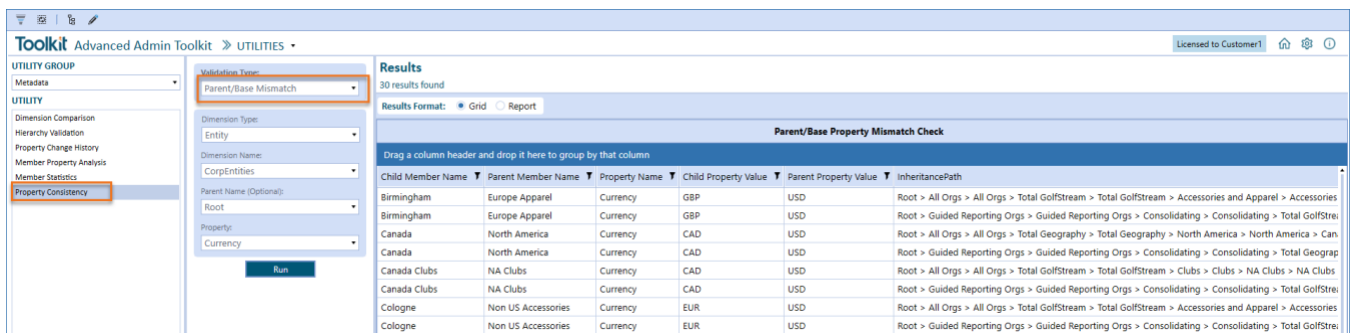 Toolkit Advanced Admin Toolkit » UTILITIES
Licensed to Customer1
UTILITY GROUP
Metadata
UTILITY
Dimension Comparison
Hierarchy Validation
Property Change History
Member Property Analysis
Member Statistics
Property Consistency
Validation Type:
Parent/Base Mismatch
Dimension Type:
Entity
Dimension Name:
CorpEntities
Parent Name (Optional):
Root
Property:
Currency
Run
Results
30 results found
Results Format: Grid Report
Parent/Base Property Mismatch Check
Drag a column header and drop it here to group by that column
Child Member Name Parent Member Name Property Name Child Property Value Parent Property Value InheritancePath
Birmingham Europe Apparel Currency GBP USD Root > All Orgs > All Orgs > Total GolfStream > Total GolfStream > Accessories and Apparel > Accessories
Birmingham Europe Apparel Currency GBP USD Root > Guided Reporting Orgs > Guided Reporting Orgs > Consolidating > Consolidating > Total GolfStrea
Canada North America Currency CAD USD Root > All Orgs > All Orgs > Total Geography > Total Geography > North America > North America > Can
Canada North America Currency CAD USD Root > Guided Reporting Orgs > Guided Reporting Orgs > Consolidating > Consolidating > Total Geograp
Canada Clubs NA Clubs Currency CAD USD Root > All Orgs > All Orgs > Total GolfStream > Total GolfStream > Clubs > Clubs > NA Clubs > NA Clubs
Canada Clubs NA Clubs Currency CAD USD Root > Guided Reporting Orgs > Guided Reporting Orgs > Consolidating > Consolidating > Total GolfStrea
Cologne Non US Accessories Currency EUR USD Root > All Orgs > All Orgs > Total GolfStream > Total GolfStream > Accessories and Apparel > Accessories
Cologne Non US Accessories Currency EUR USD Root > Guided Reporting Orgs > Guided Reporting Orgs > Consolidating > Consolidating > Total GolfStrea